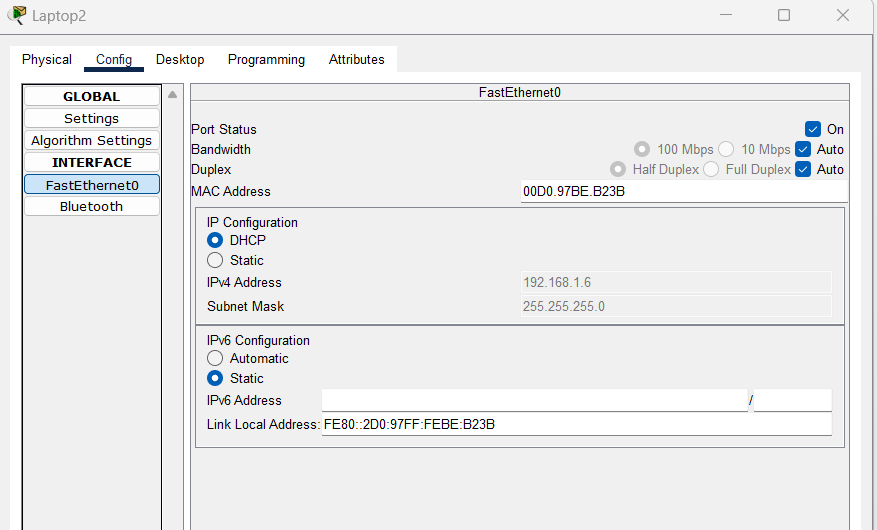 Laptop2
Physical Config Desktop Programming Attributes
GLOBAL
Settings
Algorithm Settings
INTERFACE
FastEthernet0
Bluetooth
FastEthernet0
Port Status On
Bandwidth 100 Mbps 10 Mbps Auto
Duplex Half Duplex Full Duplex Auto
MAC Address 00D0.97BE.B23B
IP Configuration
DHCP
Static
IPv4 Address 192.168.1.6
Subnet Mask 255.255.255.0
IPv6 Configuration
Automatic
Static
IPv6 Address /
Link Local Address: FE80::2D0:97FF:FEBE:B23B